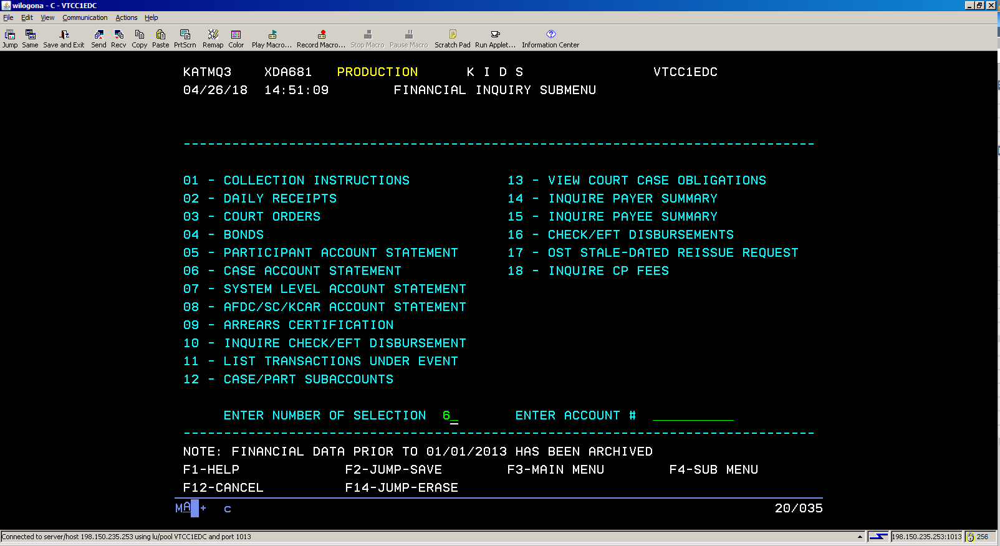 wilogona - C - VTCC1EDC
File Edit View Communication Actions Help
Jump Same Save and Exit Send Recv Copy Paste PrtScrn Remap Color Play Macro... Record Macro... Stop Macro Pause Macro Scratch Pad Run Applet... Information Center
KATMQ3 XDA681 PRODUCTION K I D S VTCC1EDC
04/26/18 14:51:09 FINANCIAL INQUIRY SUBMENU
------------------------------------------------------------------------------
01 - COLLECTION INSTRUCTIONS 13 - VIEW COURT CASE OBLIGATIONS
02 - DAILY RECEIPTS 14 - INQUIRE PAYER SUMMARY
03 - COURT ORDERS 15 - INQUIRE PAYEE SUMMARY
04 - BONDS 16 - CHECK/EFT DISBURSEMENTS
05 - PARTICIPANT ACCOUNT STATEMENT 17 - OST STALE-DATED REISSUE REQUEST
06 - CASE ACCOUNT STATEMENT 18 - INQUIRE CP FEES
07 - SYSTEM LEVEL ACCOUNT STATEMENT
08 - AFDC/SC/KCAR ACCOUNT STATEMENT
09 - ARREARS CERTIFICATION
10 - INQUIRE CHECK/EFT DISBURSEMENT
11 - LIST TRANSACTIONS UNDER EVENT
12 - CASE/PART SUBACCOUNTS
ENTER NUMBER OF SELECTION 6_ ENTER ACCOUNT # __________
------------------------------------------------------------------------------
NOTE: FINANCIAL DATA PRIOR TO 01/01/2013 HAS BEEN ARCHIVED
F1-HELP F2-JUMP-SAVE F3-MAIN MENU F4-SUB MENU
F12-CANCEL F14-JUMP-ERASE
MA + c 20/035
Connected to server/host 198.150.235.253 using lu/pool VTCC1EDC and port 1013 198.150.235.253:1013 256